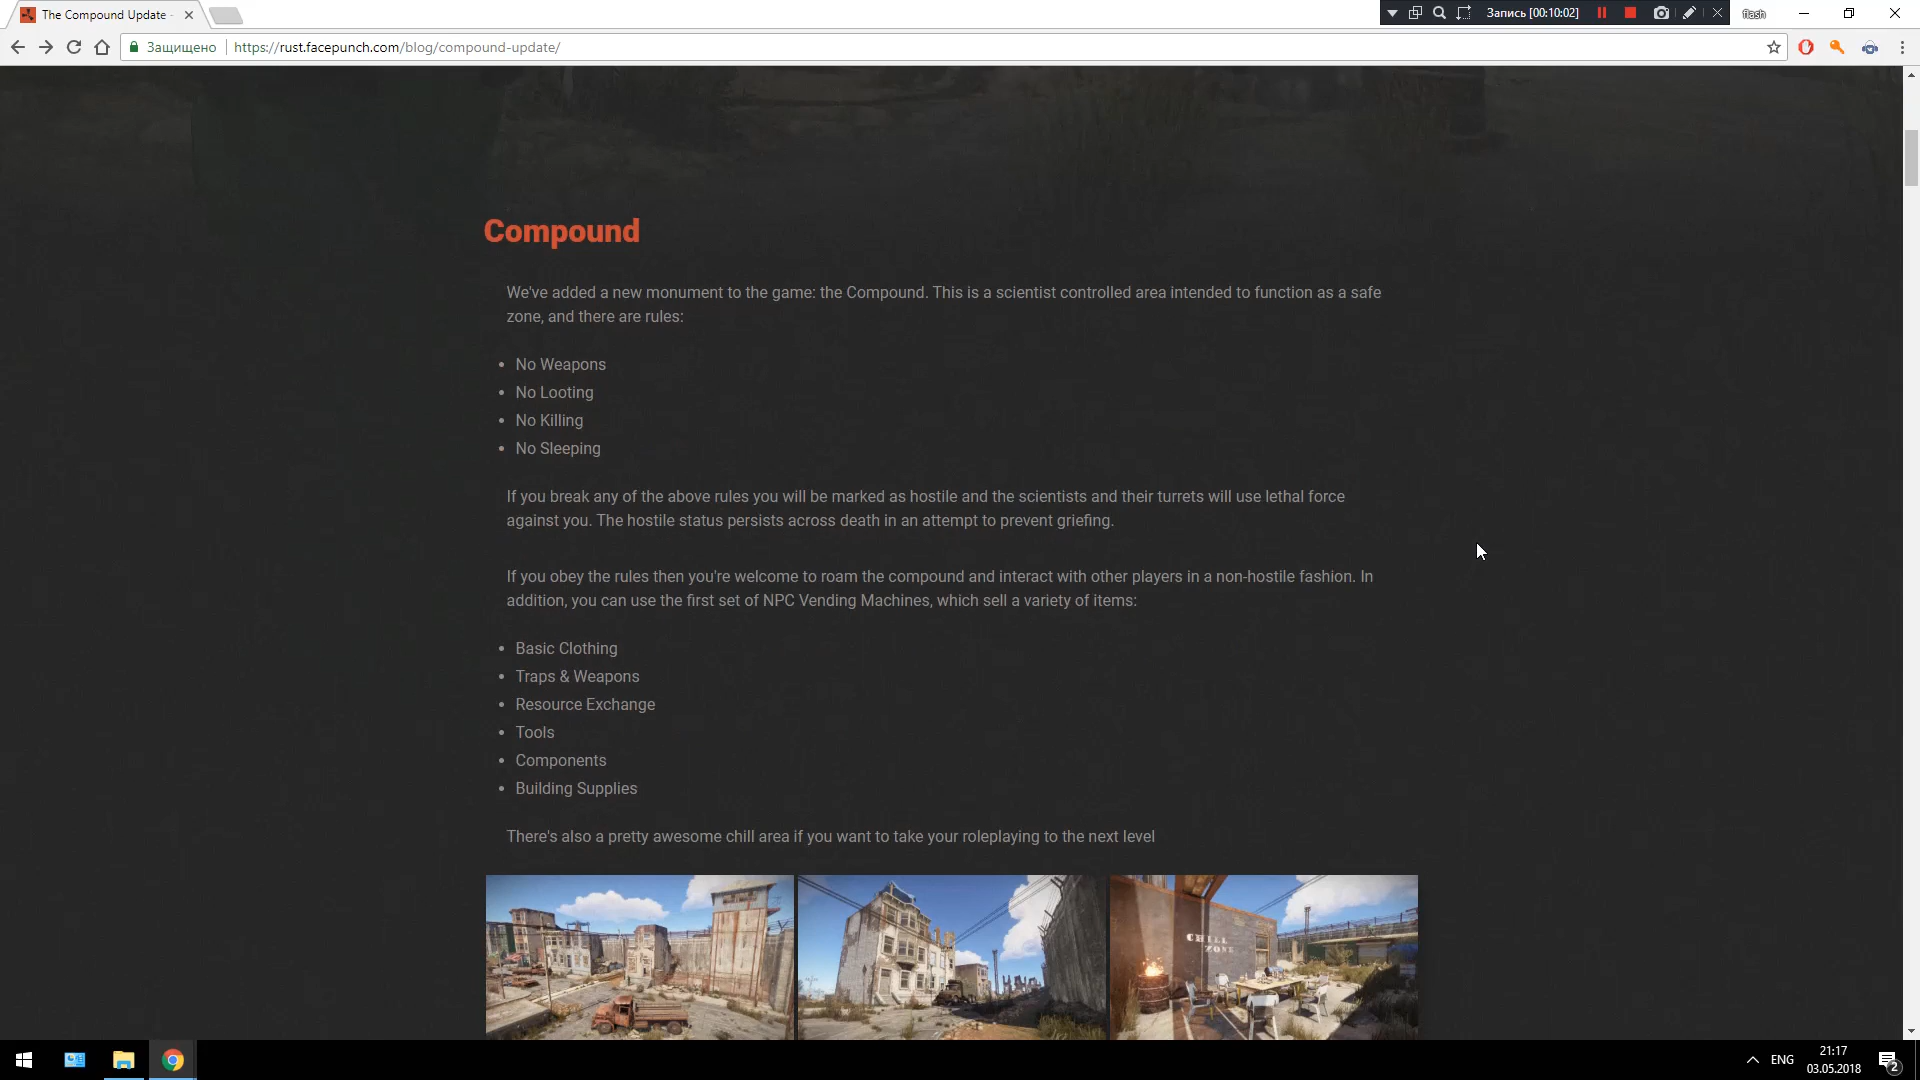 The Compound Update -
Запись [00:10:02]
flash
Защищено
https://rust.facepunch.com/blog/compound-update/
Compound
We've added a new monument to the game: the Compound. This is a scientist controlled area intended to function as a safe
zone, and there are rules:
• No Weapons
• No Looting
• No Killing
• No Sleeping
If you break any of the above rules you will be marked as hostile and the scientists and their turrets will use lethal force
against you. The hostile status persists across death in an attempt to prevent griefing.
If you obey the rules then you're welcome to roam the compound and interact with other players in a non-hostile fashion. In
addition, you can use the first set of NPC Vending Machines, which sell a variety of items:
• Basic Clothing
• Traps & Weapons
• Resource Exchange
• Tools
• Components
• Building Supplies
There's also a pretty awesome chill area if you want to take your roleplaying to the next level
CHILL
ZONE
ENG
21:17
03.05.2018
2